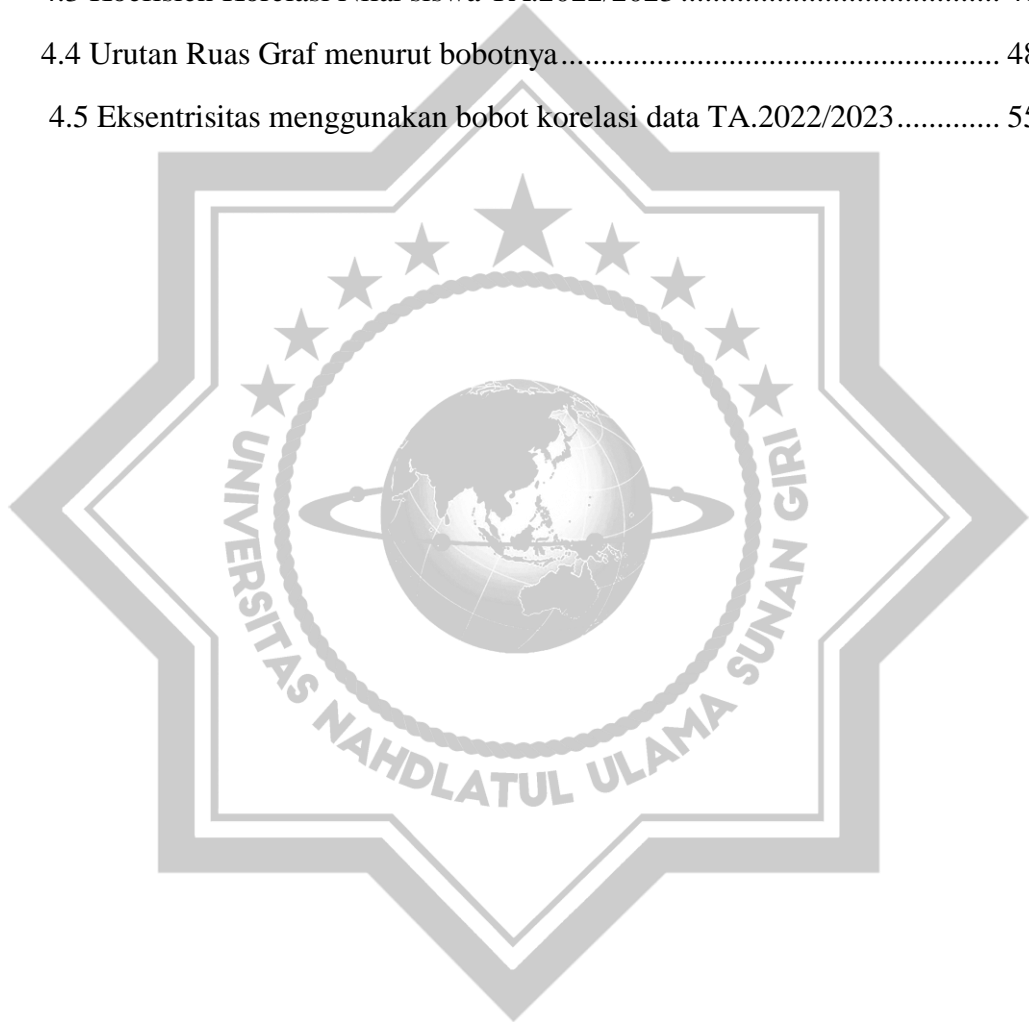 4.4 Urutan Ruas Graf menurut bobotnya..................................................... 48
4.5 Eksentrisitas menggunakan bobot korelasi data TA.2022/2023............. 55
UNIVERSITAS NAHDLATUL ULAMA SUNAN GIRI